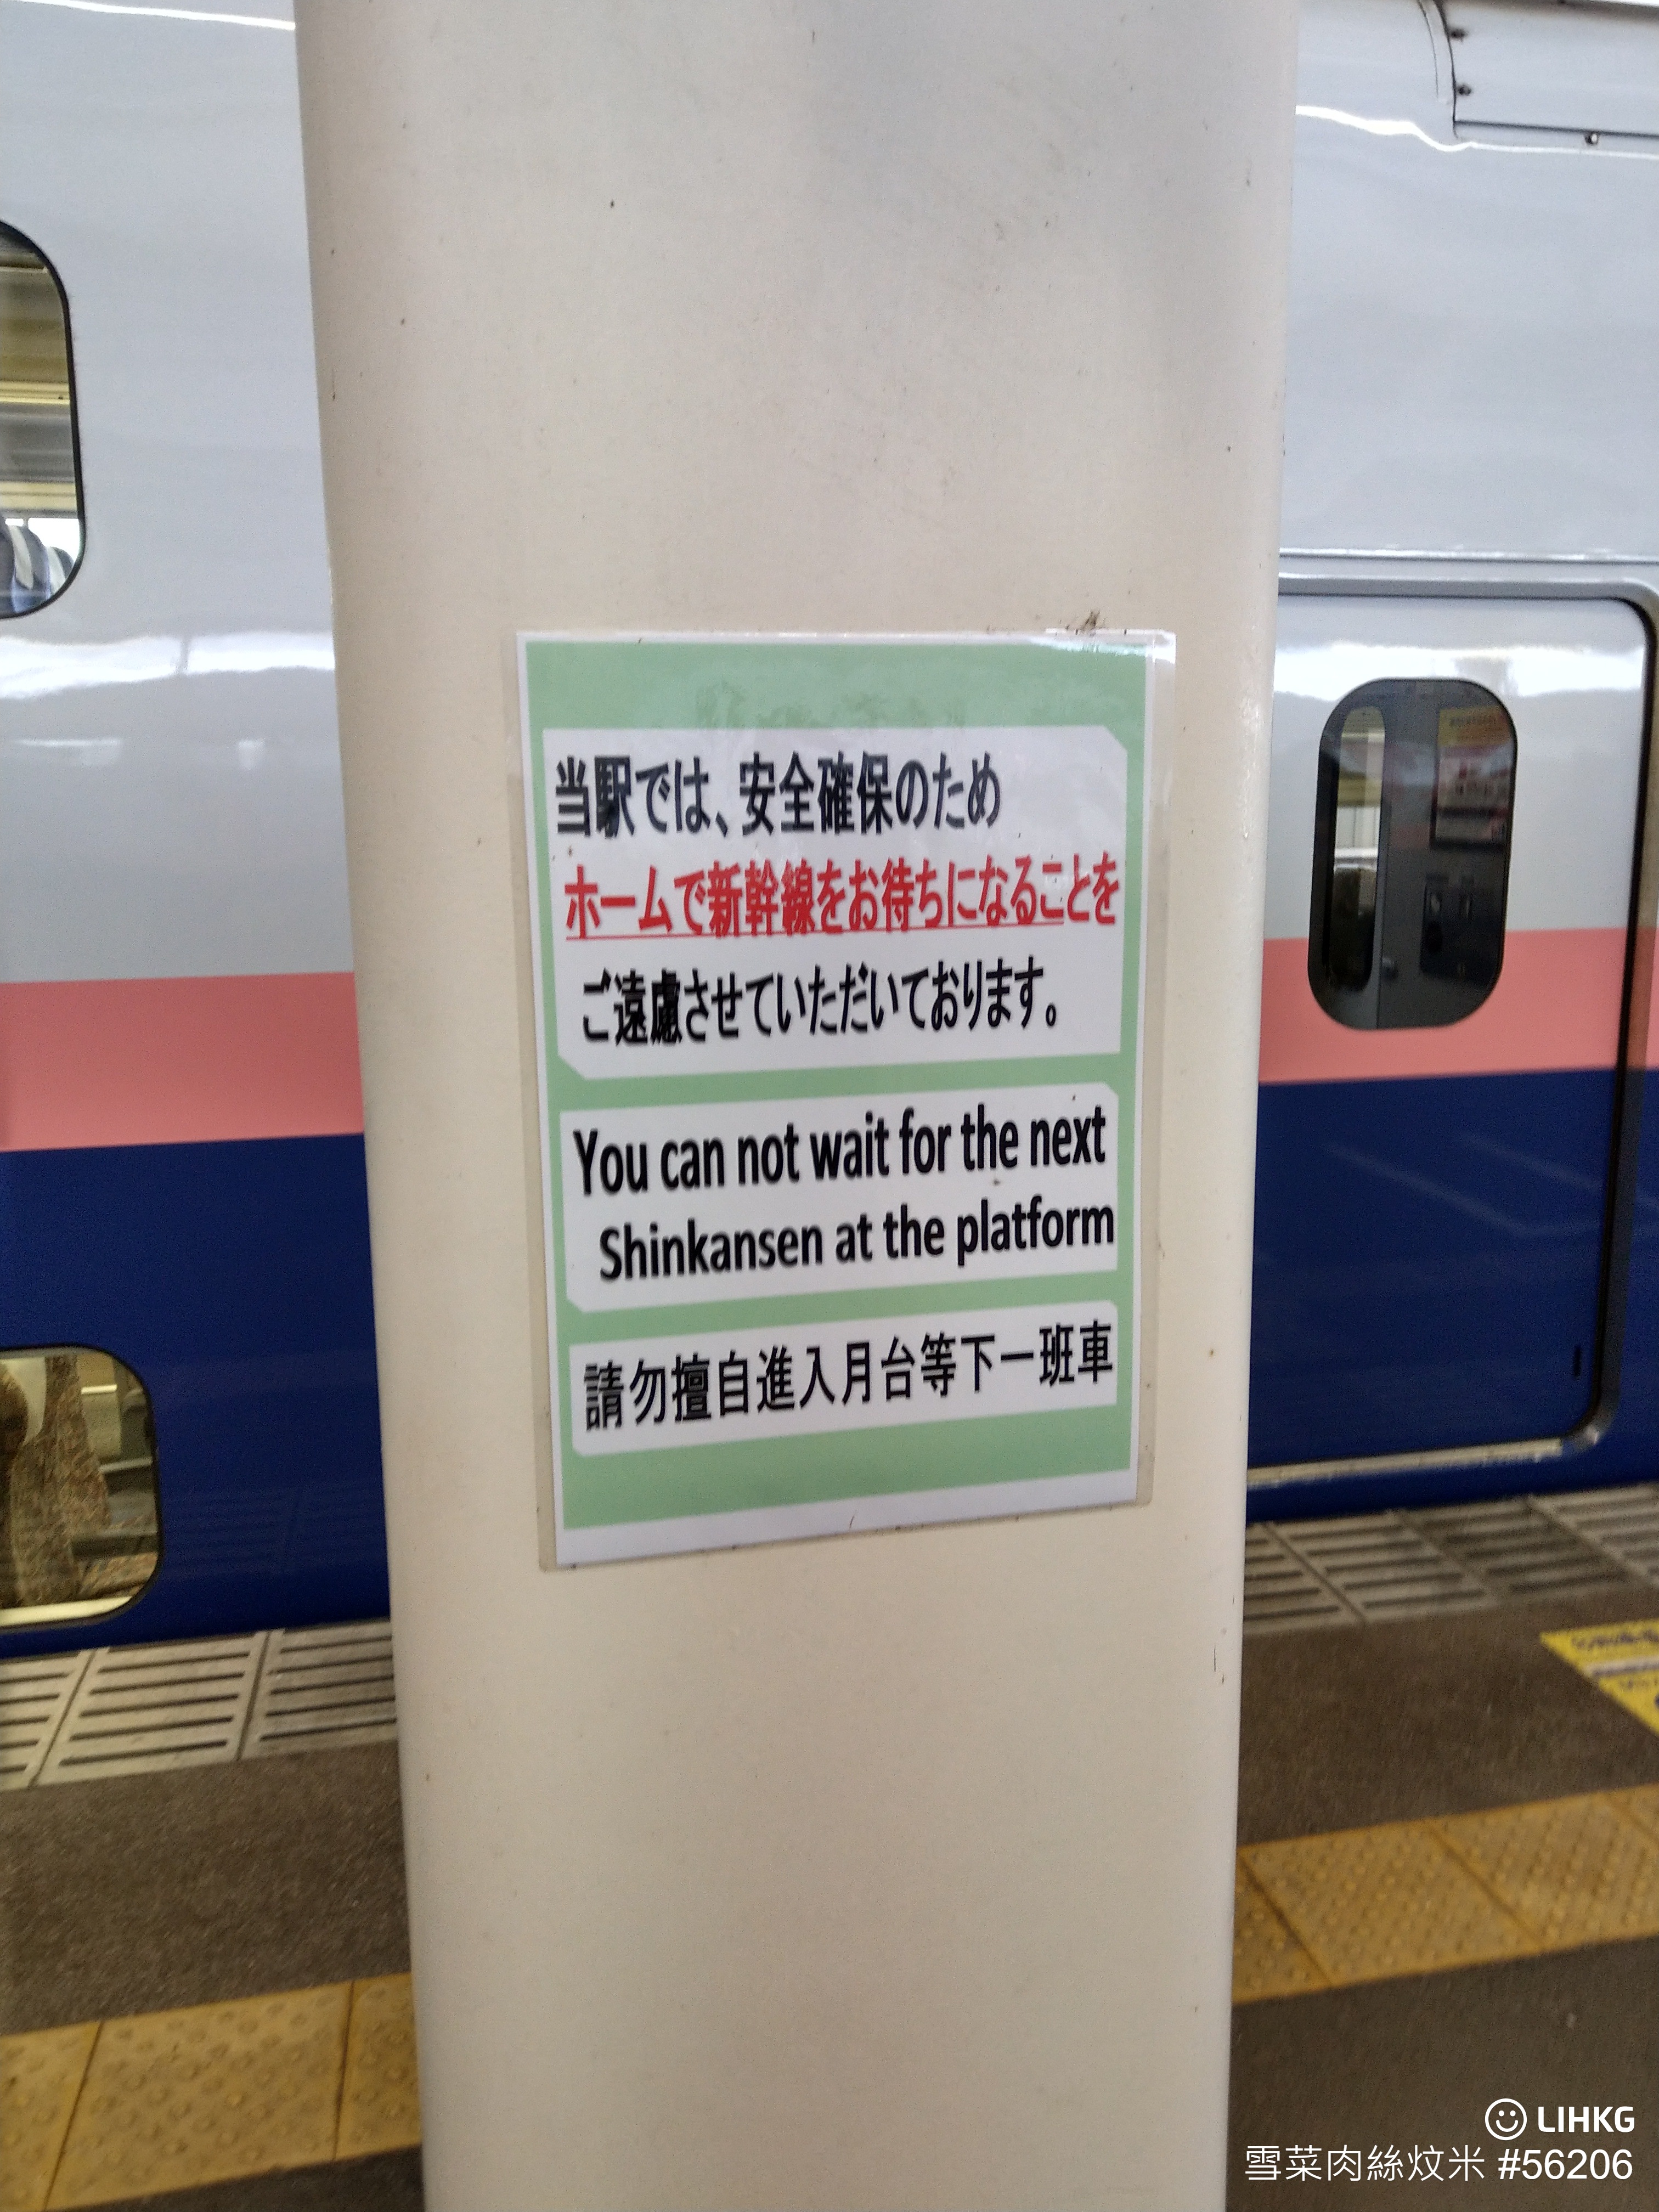 当駅では、安全確保のため
ホームで新幹線をお待ちになることを
ご遠慮させていただいております。
You can not wait for the next
Shinkansen at the platform
請勿擅自進入月台等下一班車
LIHKG
雪菜肉絲炆米 #56206